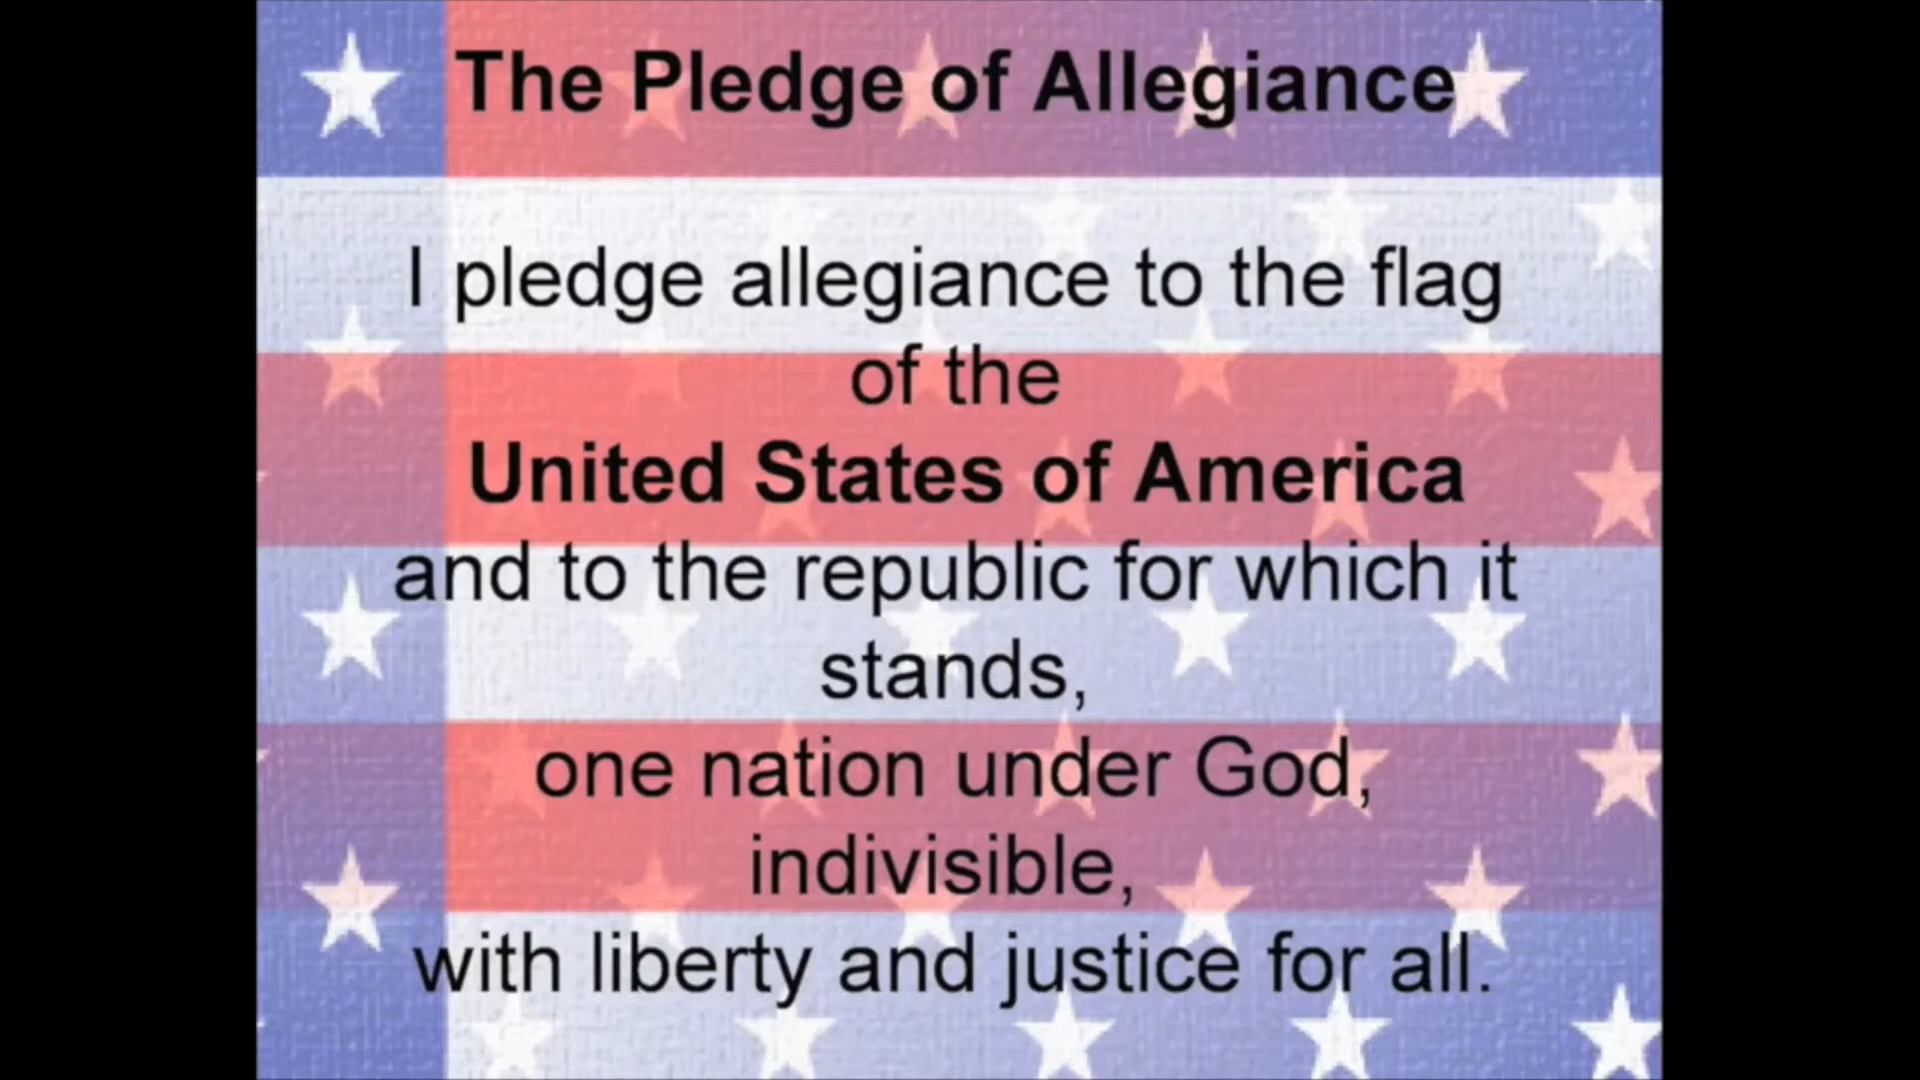 The Pledge of Allegiance
I pledge allegiance to the flag
of the
United States of America
and to the republic for which it
stands,
one nation under God,
indivisible,
with liberty and justice for all.